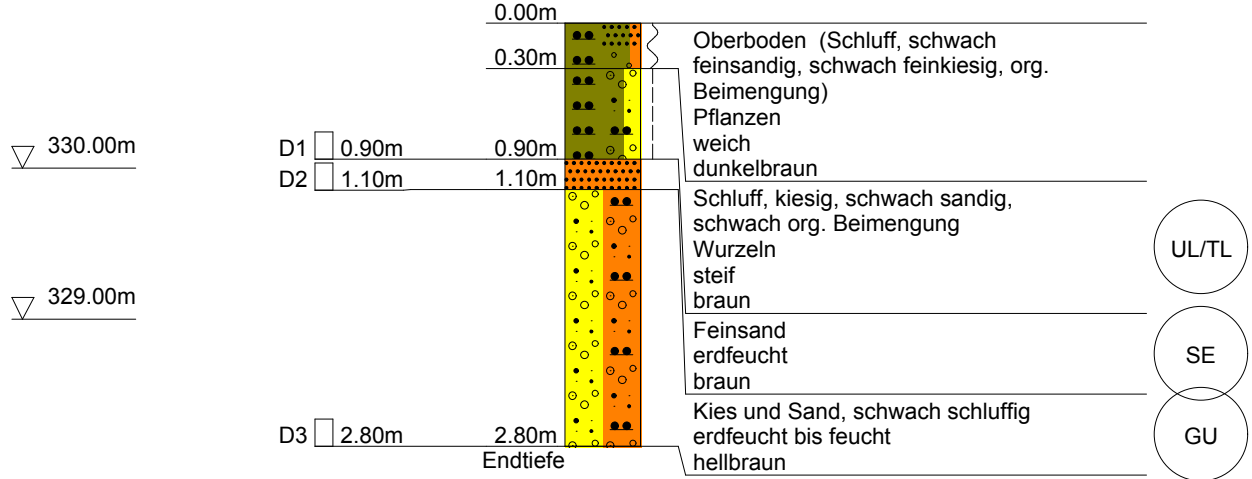 0.00m
0.30m
Oberboden (Schluff, schwach
feinsandig, schwach feinkiesig, org.
Beimengung)
Pflanzen
weich
dunkelbraun
330.00m
D1 0.90m 0.90m
D2 1.10m 1.10m
Schluff, kiesig, schwach sandig,
schwach org. Beimengung
Wurzeln
steif
braun
UL/TL
329.00m
Feinsand
erdfeucht
braun
SE
Kies und Sand, schwach schluffig
erdfeucht bis feucht
hellbraun
GU
D3 2.80m 2.80m
Endtiefe